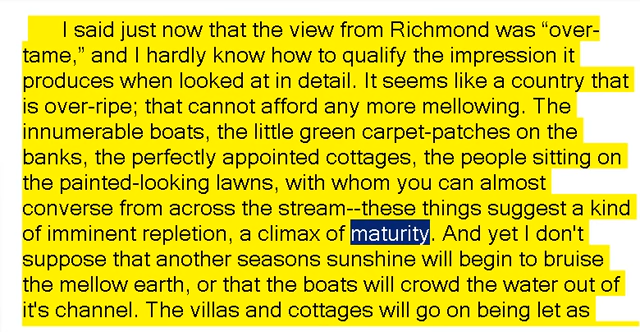 I said just now that the view from Richmond was “over-
tame,” and I hardly know how to qualify the impression it
produces when looked at in detail. It seems like a country that
is over-ripe; that cannot afford any more mellowing. The
innumerable boats, the little green carpet-patches on the
banks, the perfectly appointed cottages, the people sitting on
the painted-looking lawns, with whom you can almost
converse from across the stream--these things suggest a kind
of imminent repletion, a climax of maturity. And yet I don't
suppose that another seasons sunshine will begin to bruise
the mellow earth, or that the boats will crowd the water out of
it's channel. The villas and cottages will go on being let as